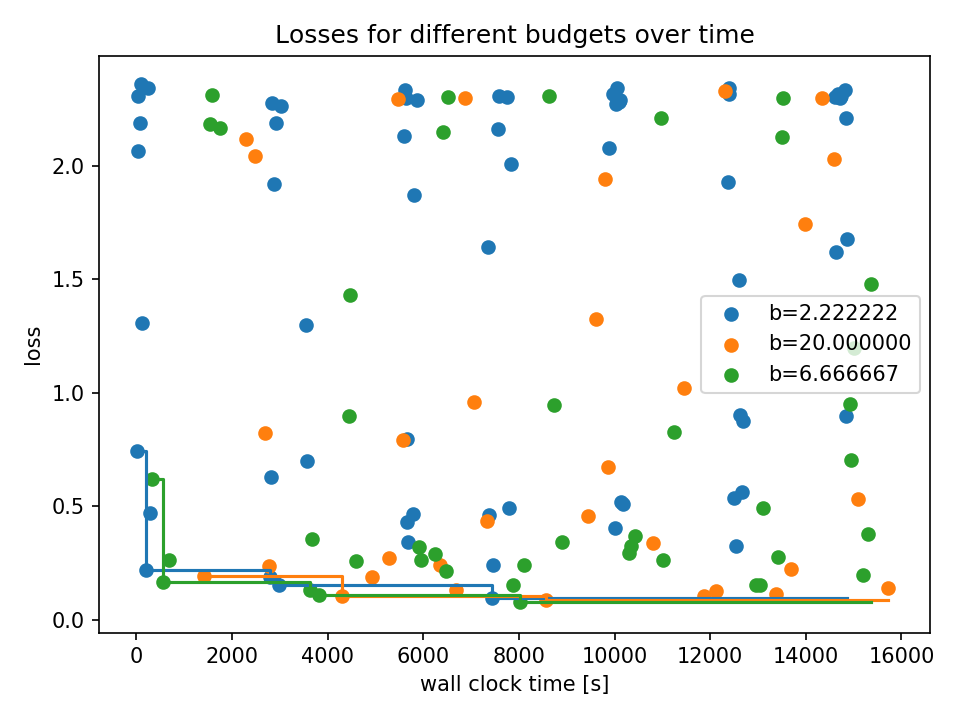 Losses for different budgets over time
loss
2.0
1.5
1.0
0.5
0.0
b=2.222222
b=20.000000
b=6.666667
0 2000 4000 6000 8000 10000 12000 14000 16000
wall clock time [s]